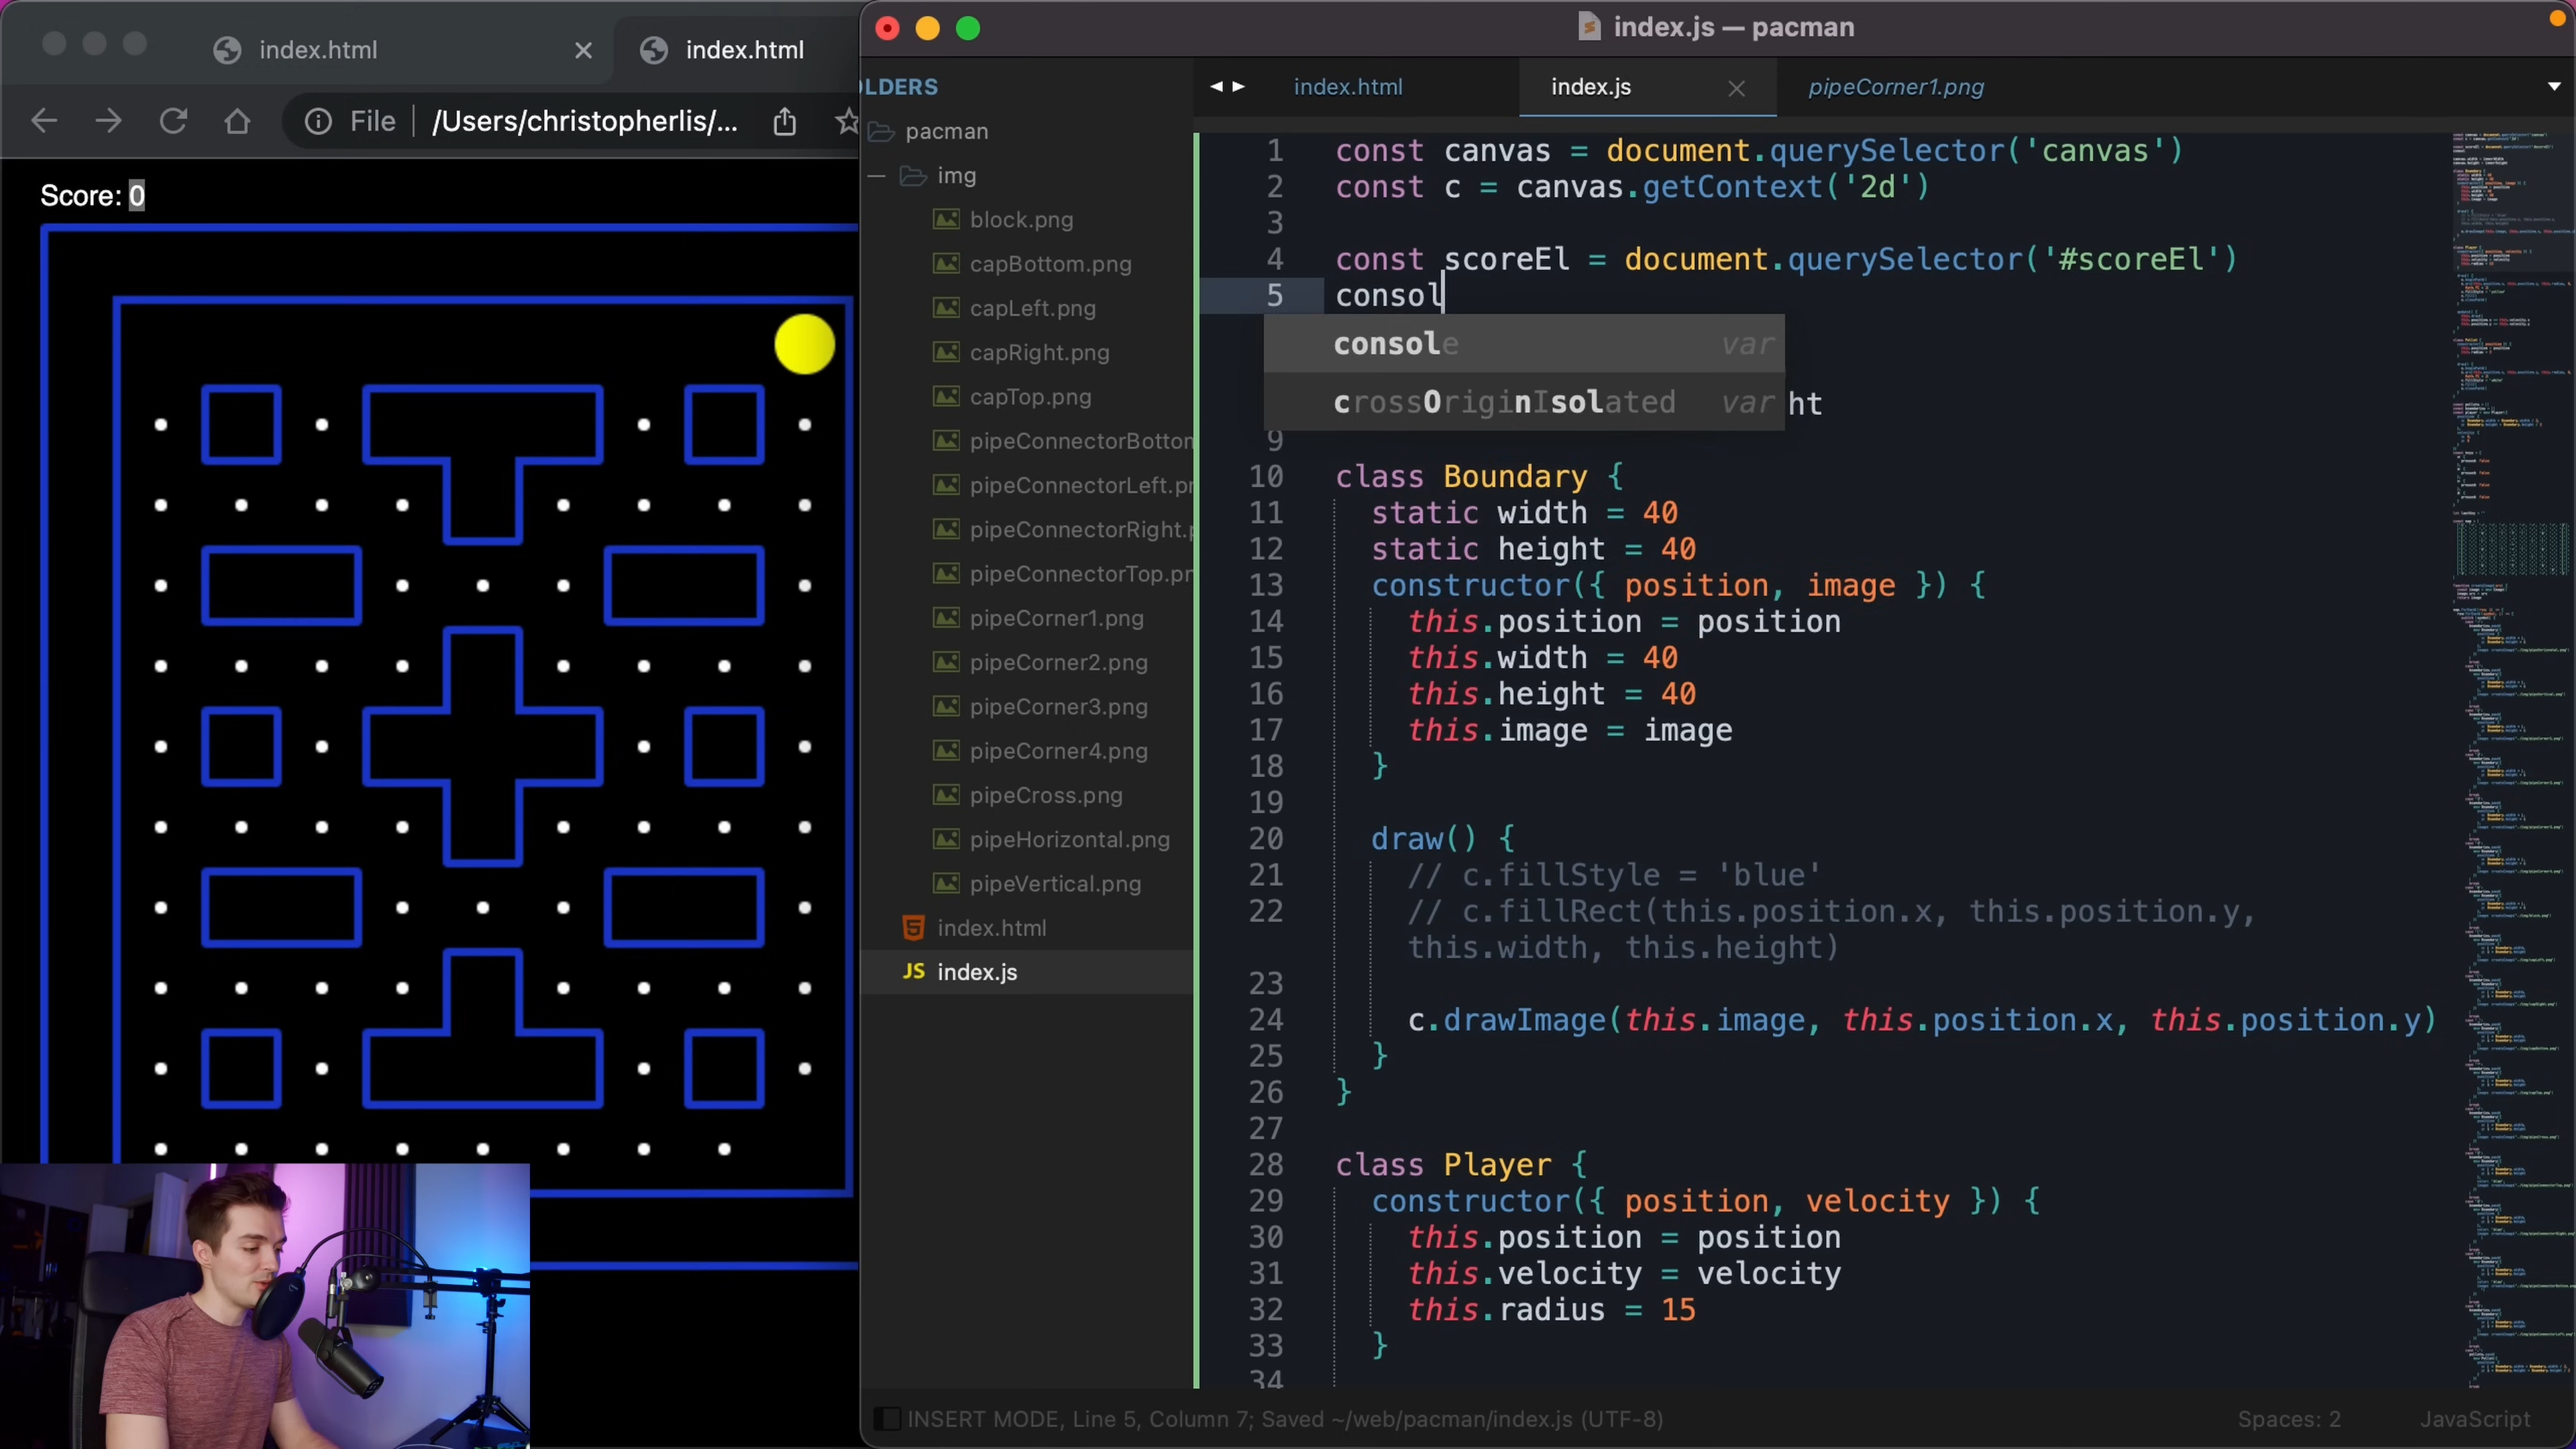 index.html
index.html
File
/Users/christopherlis/...
Score: 0
index.js — pacman
OLDERS
pacman
img
block.png
capBottom.png
capLeft.png
capRight.png
capTop.png
pipeConnectorBotton
pipeConnectorLeft.pr
pipeConnectorRight.p
pipeConnectorTop.pr
pipeCorner1.png
pipeCorner2.png
pipeCorner3.png
pipeCorner4.png
pipeCross.png
pipeHorizontal.png
pipeVertical.png
index.html
JS index.js
index.html
index.js
pipeCorner1.png
1 const canvas = document.querySelector('canvas')
2 const c = canvas.getContext('2d')
3
4 const scoreEl = document.querySelector('#scoreEl')
5 consol
console var
crossOriginIsolated var
ht
9
10 class Boundary {
11 static width = 40
12 static height = 40
13 constructor({ position, image }) {
14 this.position = position
15 this.width = 40
16 this.height = 40
17 this.image = image
18 }
19
20 draw() {
21 // c.fillStyle = 'blue'
22 // c.fillRect(this.position.x, this.position.y,
this.width, this.height)
23
24 c.drawImage(this.image, this.position.x, this.position.y)
25 }
26 }
27
28 class Player {
29 constructor({ position, velocity }) {
30 this.position = position
31 this.velocity = velocity
32 this.radius = 15
33 }
34
INSERT MODE, Line 5, Column 7; Saved ~/web/pacman/index.js (UTF-8)
Spaces: 2
JavaScript